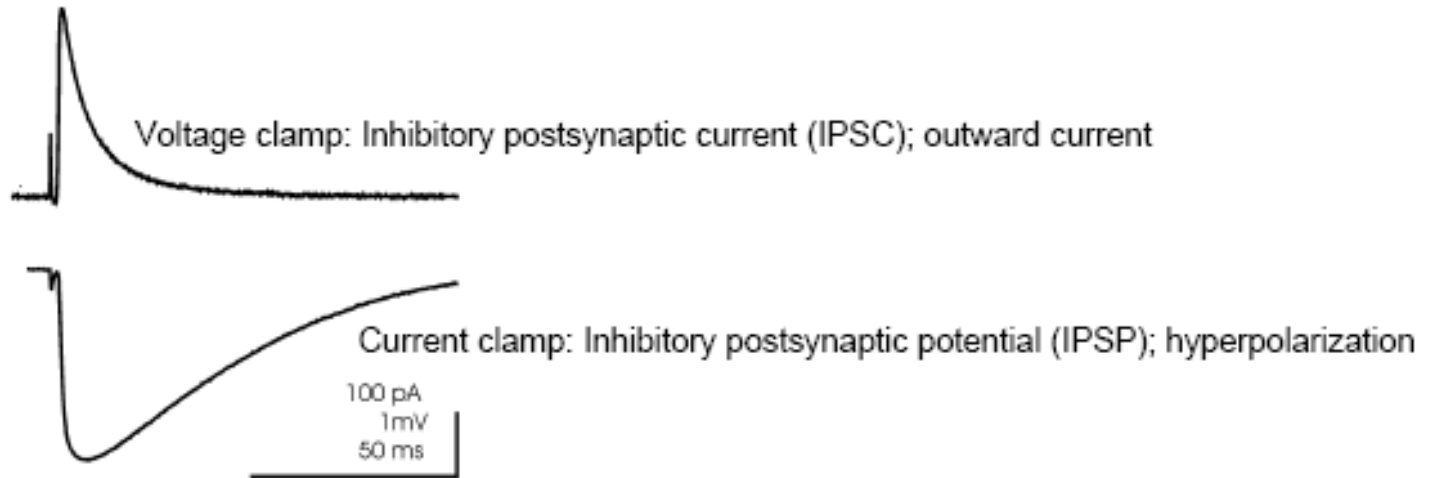 Voltage clamp: Inhibitory postsynaptic current (IPSC); outward current
Current clamp: Inhibitory postsynaptic potential (IPSP); hyperpolarization
100 pA
1mV
50 ms